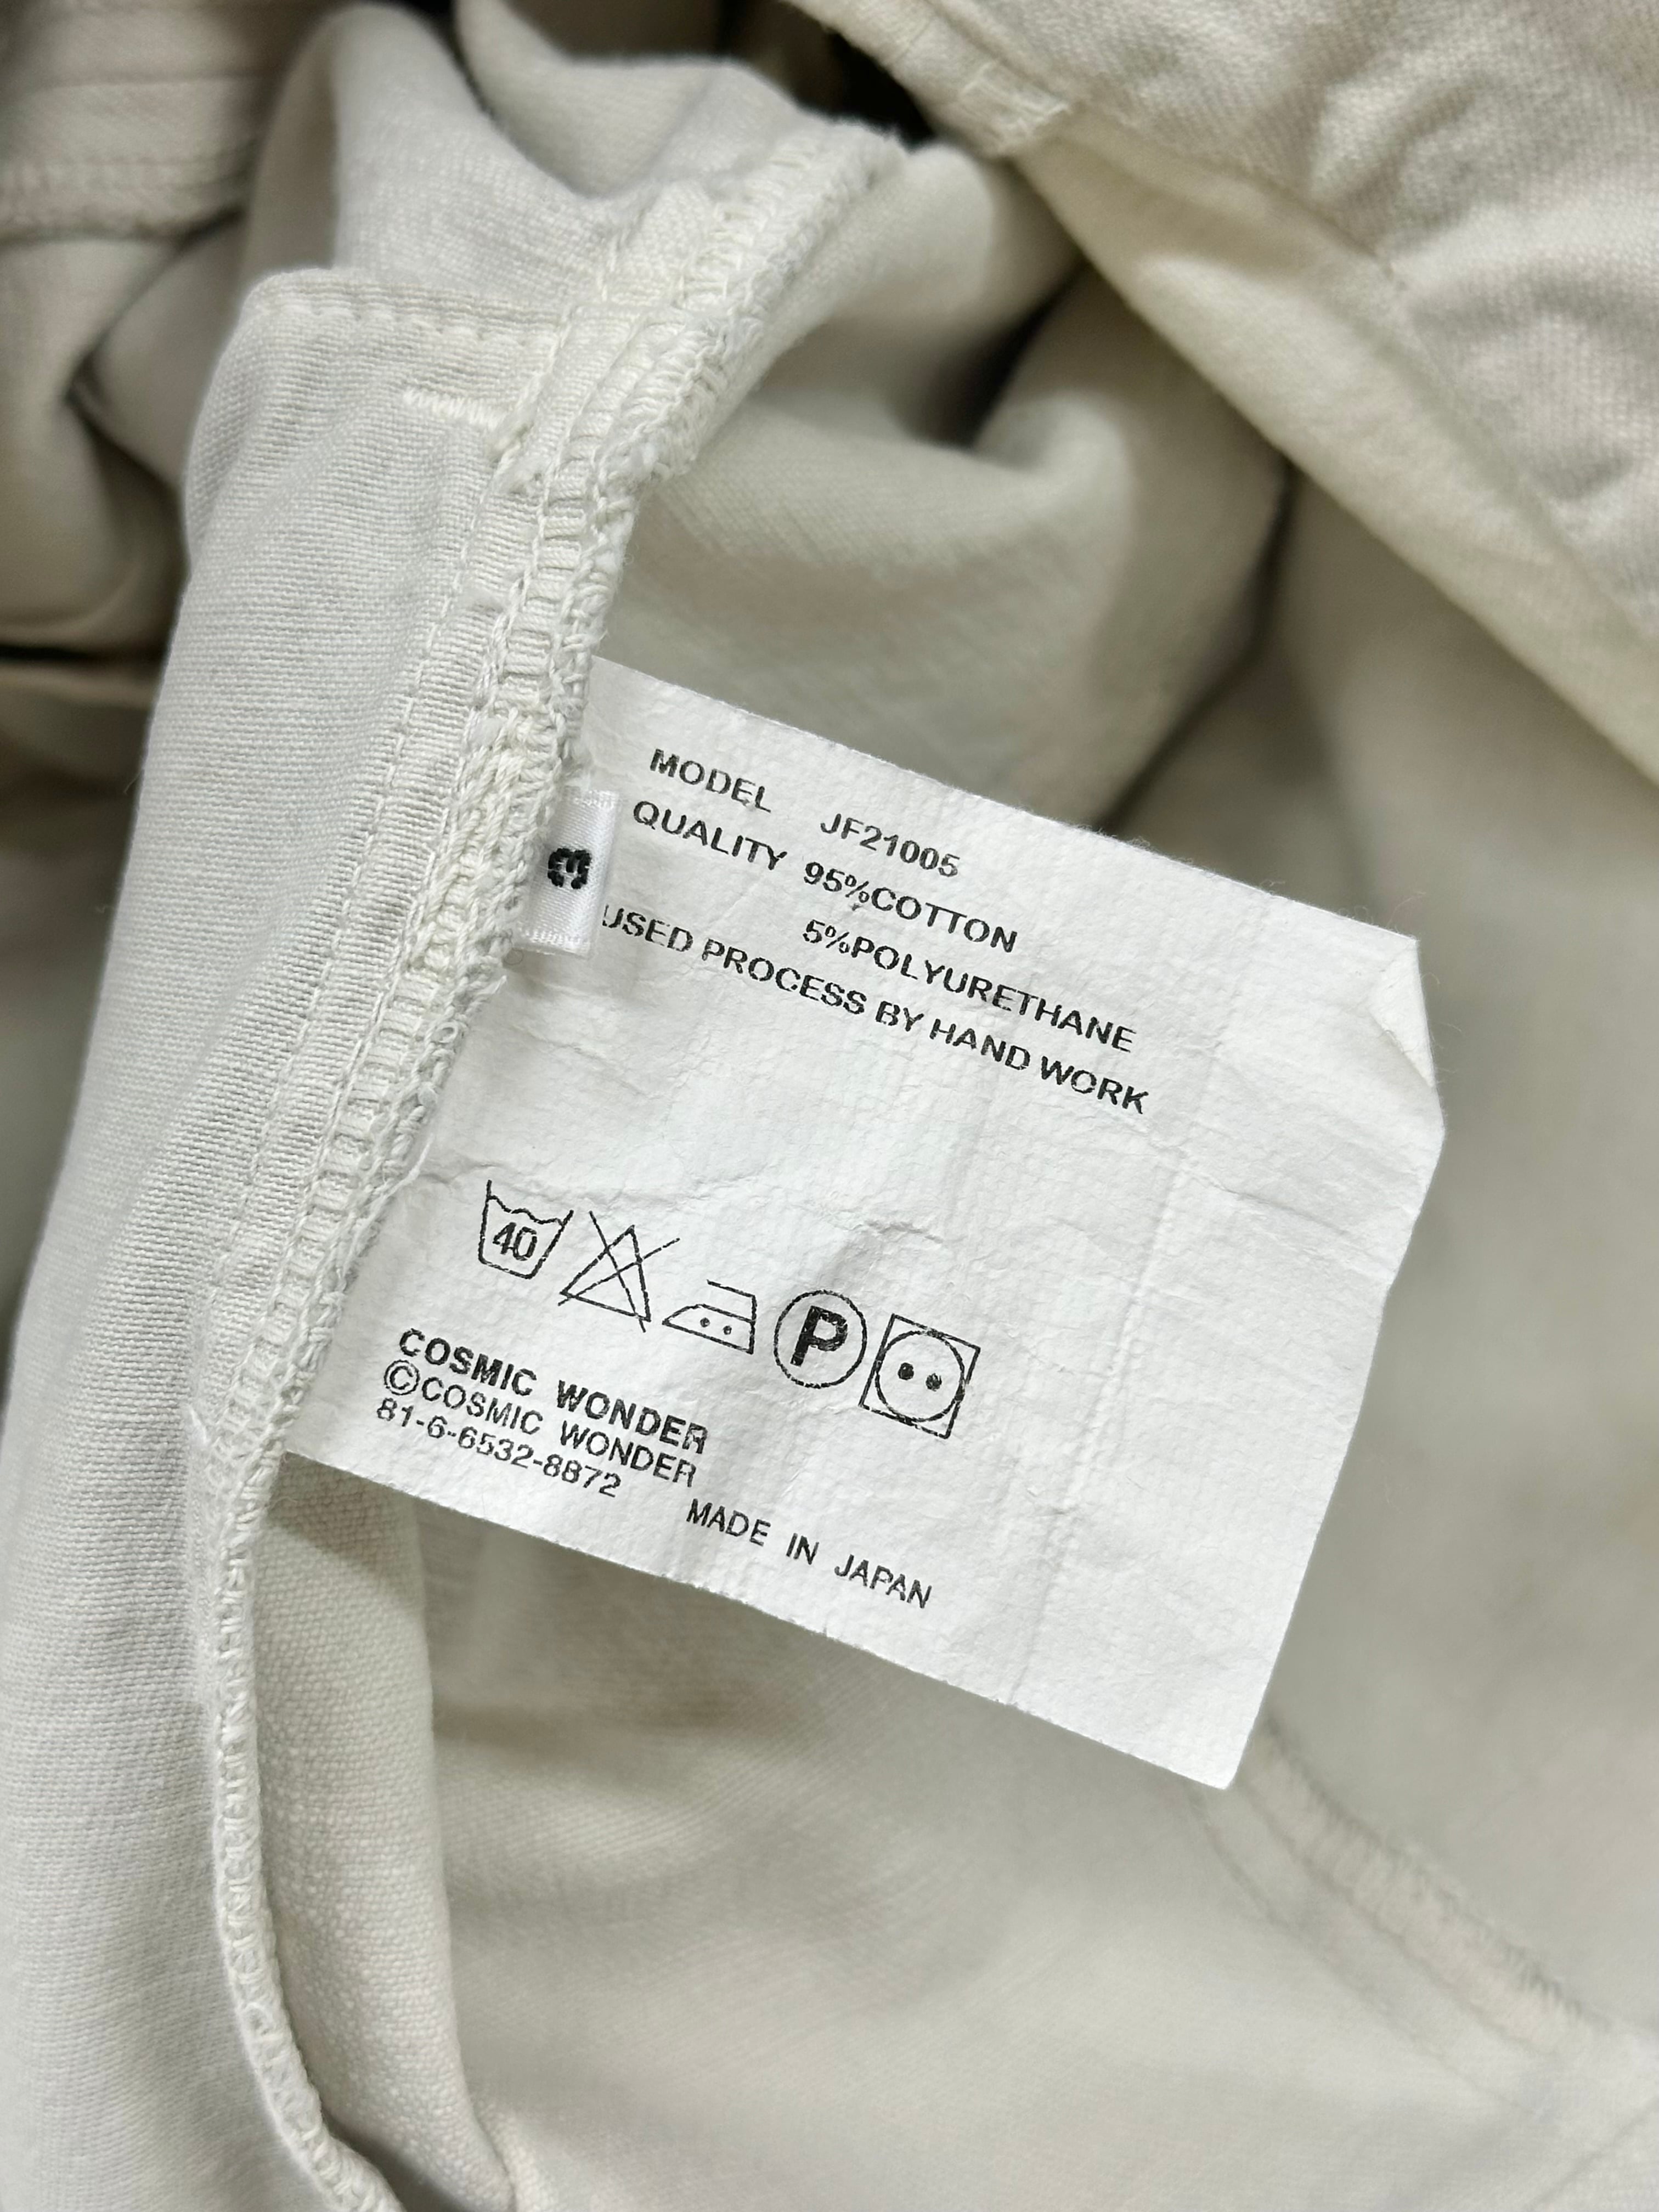 MODEL JF21005
QUALITY 95%COTTON
5%POLYURETHANE
USED PROCESS BY HAND WORK
3
40
P
COSMIC WONDER
©COSMIC WONDER
81-6-6532-8872
MADE IN JAPAN